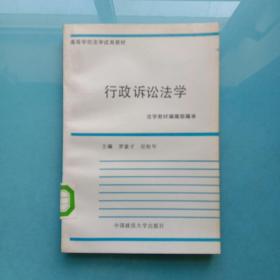 高等学校法学试用教材
行政诉讼法学
法学教材编辑部编审
主编 罗豪才 应松年
中国政法大学出版社